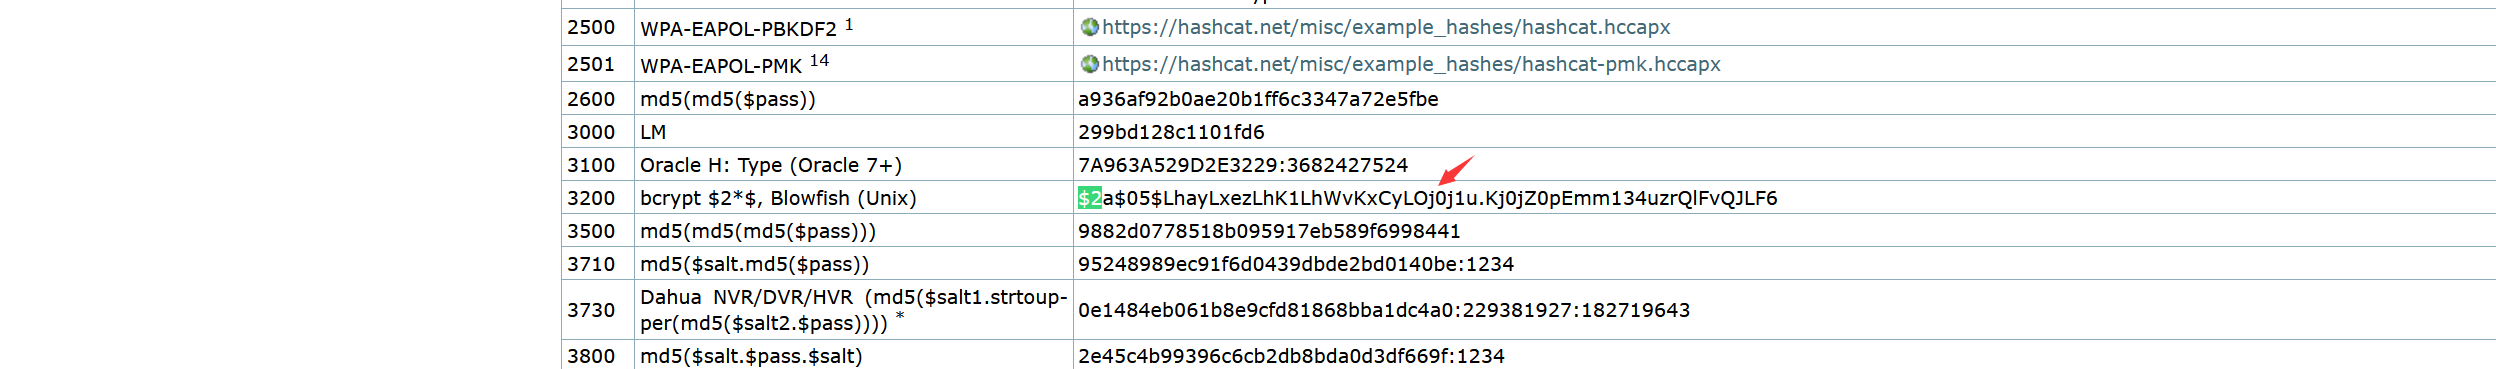 2500 WPA-EAPOL-PBKDF2 1 https://hashcat.net/misc/example_hashes/hashcat.hccapx
2501 WPA-EAPOL-PMK 14 https://hashcat.net/misc/example_hashes/hashcat-pmk.hccapx
2600 md5(md5($pass)) a936af92b0ae20b1ff6c3347a72e5fbe
3000 LM 299bd128c1101fd6
3100 Oracle H: Type (Oracle 7+) 7A963A529D2E3229:3682427524
3200 bcrypt $2*$, Blowfish (Unix) $2a$05$LhayLxezLhK1LhWvKxCyLOj0j1u.Kj0jZ0pEmm134uzrQlFvQJLF6
3500 md5(md5(md5($pass))) 9882d0778518b095917eb589f6998441
3710 md5($salt.md5($pass)) 95248989ec91f6d0439dbde2bd0140be:1234
3730 Dahua NVR/DVR/HVR (md5($salt1.strtoup-
per(md5($salt2.$pass)))) * 0e1484eb061b8e9cfd81868bba1dc4a0:229381927:182719643
3800 md5($salt.$pass.$salt) 2e45c4b99396c6cb2db8bda0d3df669f:1234